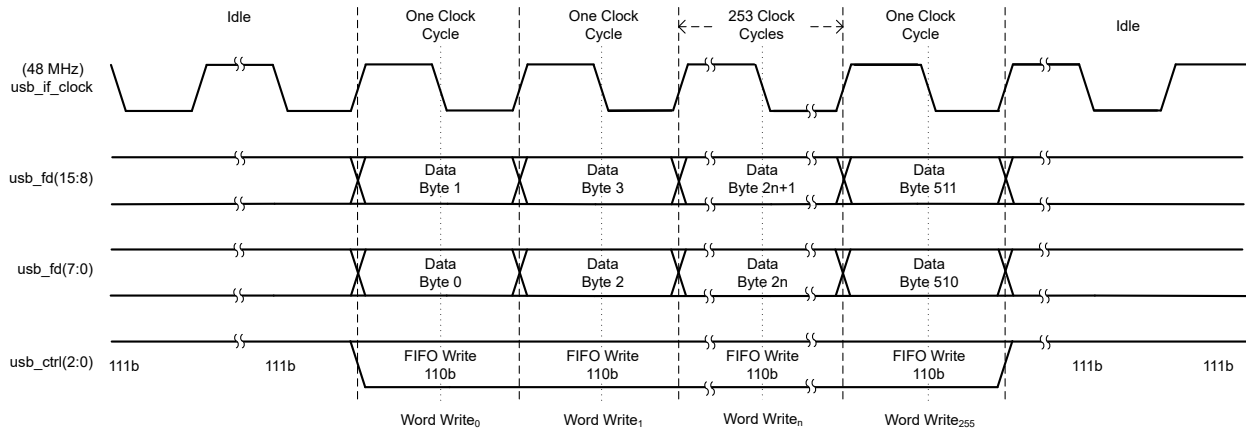 Idle
One Clock
Cycle
One Clock
Cycle
253 Clock
Cycles
One Clock
Cycle
Idle
(48 MHz)
usb_if_clock
usb_fd(15:8)
Data
Byte 1
Data
Byte 3
Data
Byte 2n+1
Data
Byte 511
usb_fd(7:0)
Data
Byte 0
Data
Byte 2
Data
Byte 2n
Data
Byte 510
usb_ctrl(2:0)
111b
111b
FIFO Write
110b
FIFO Write
110b
FIFO Write
110b
FIFO Write
110b
111b
111b
Word Write₀
Word Write₁
Word Writeₙ
Word Write₂₅₅